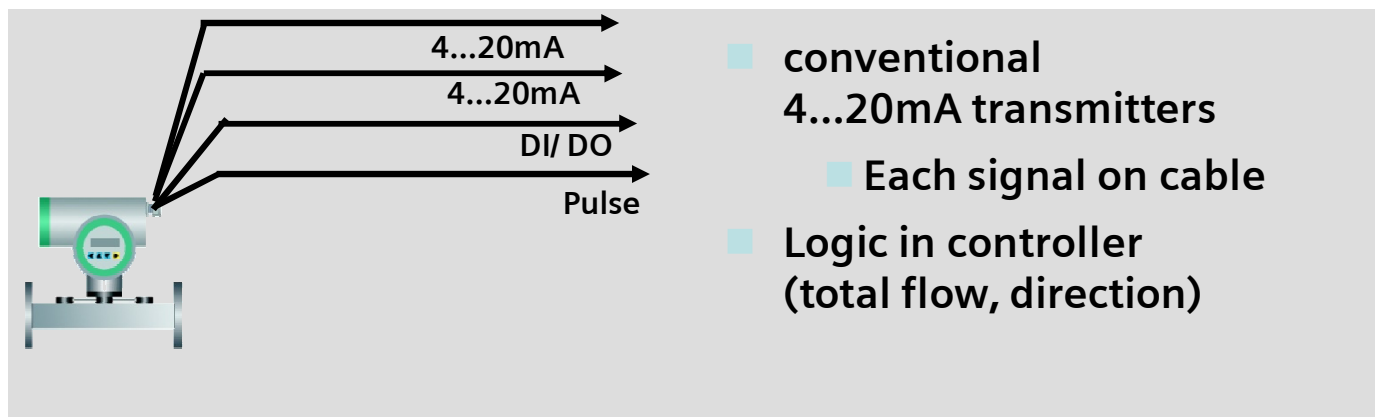 4...20mA
4...20mA
DI/ DO
Pulse
conventional
4...20mA transmitters
Each signal on cable
Logic in controller
(total flow, direction)